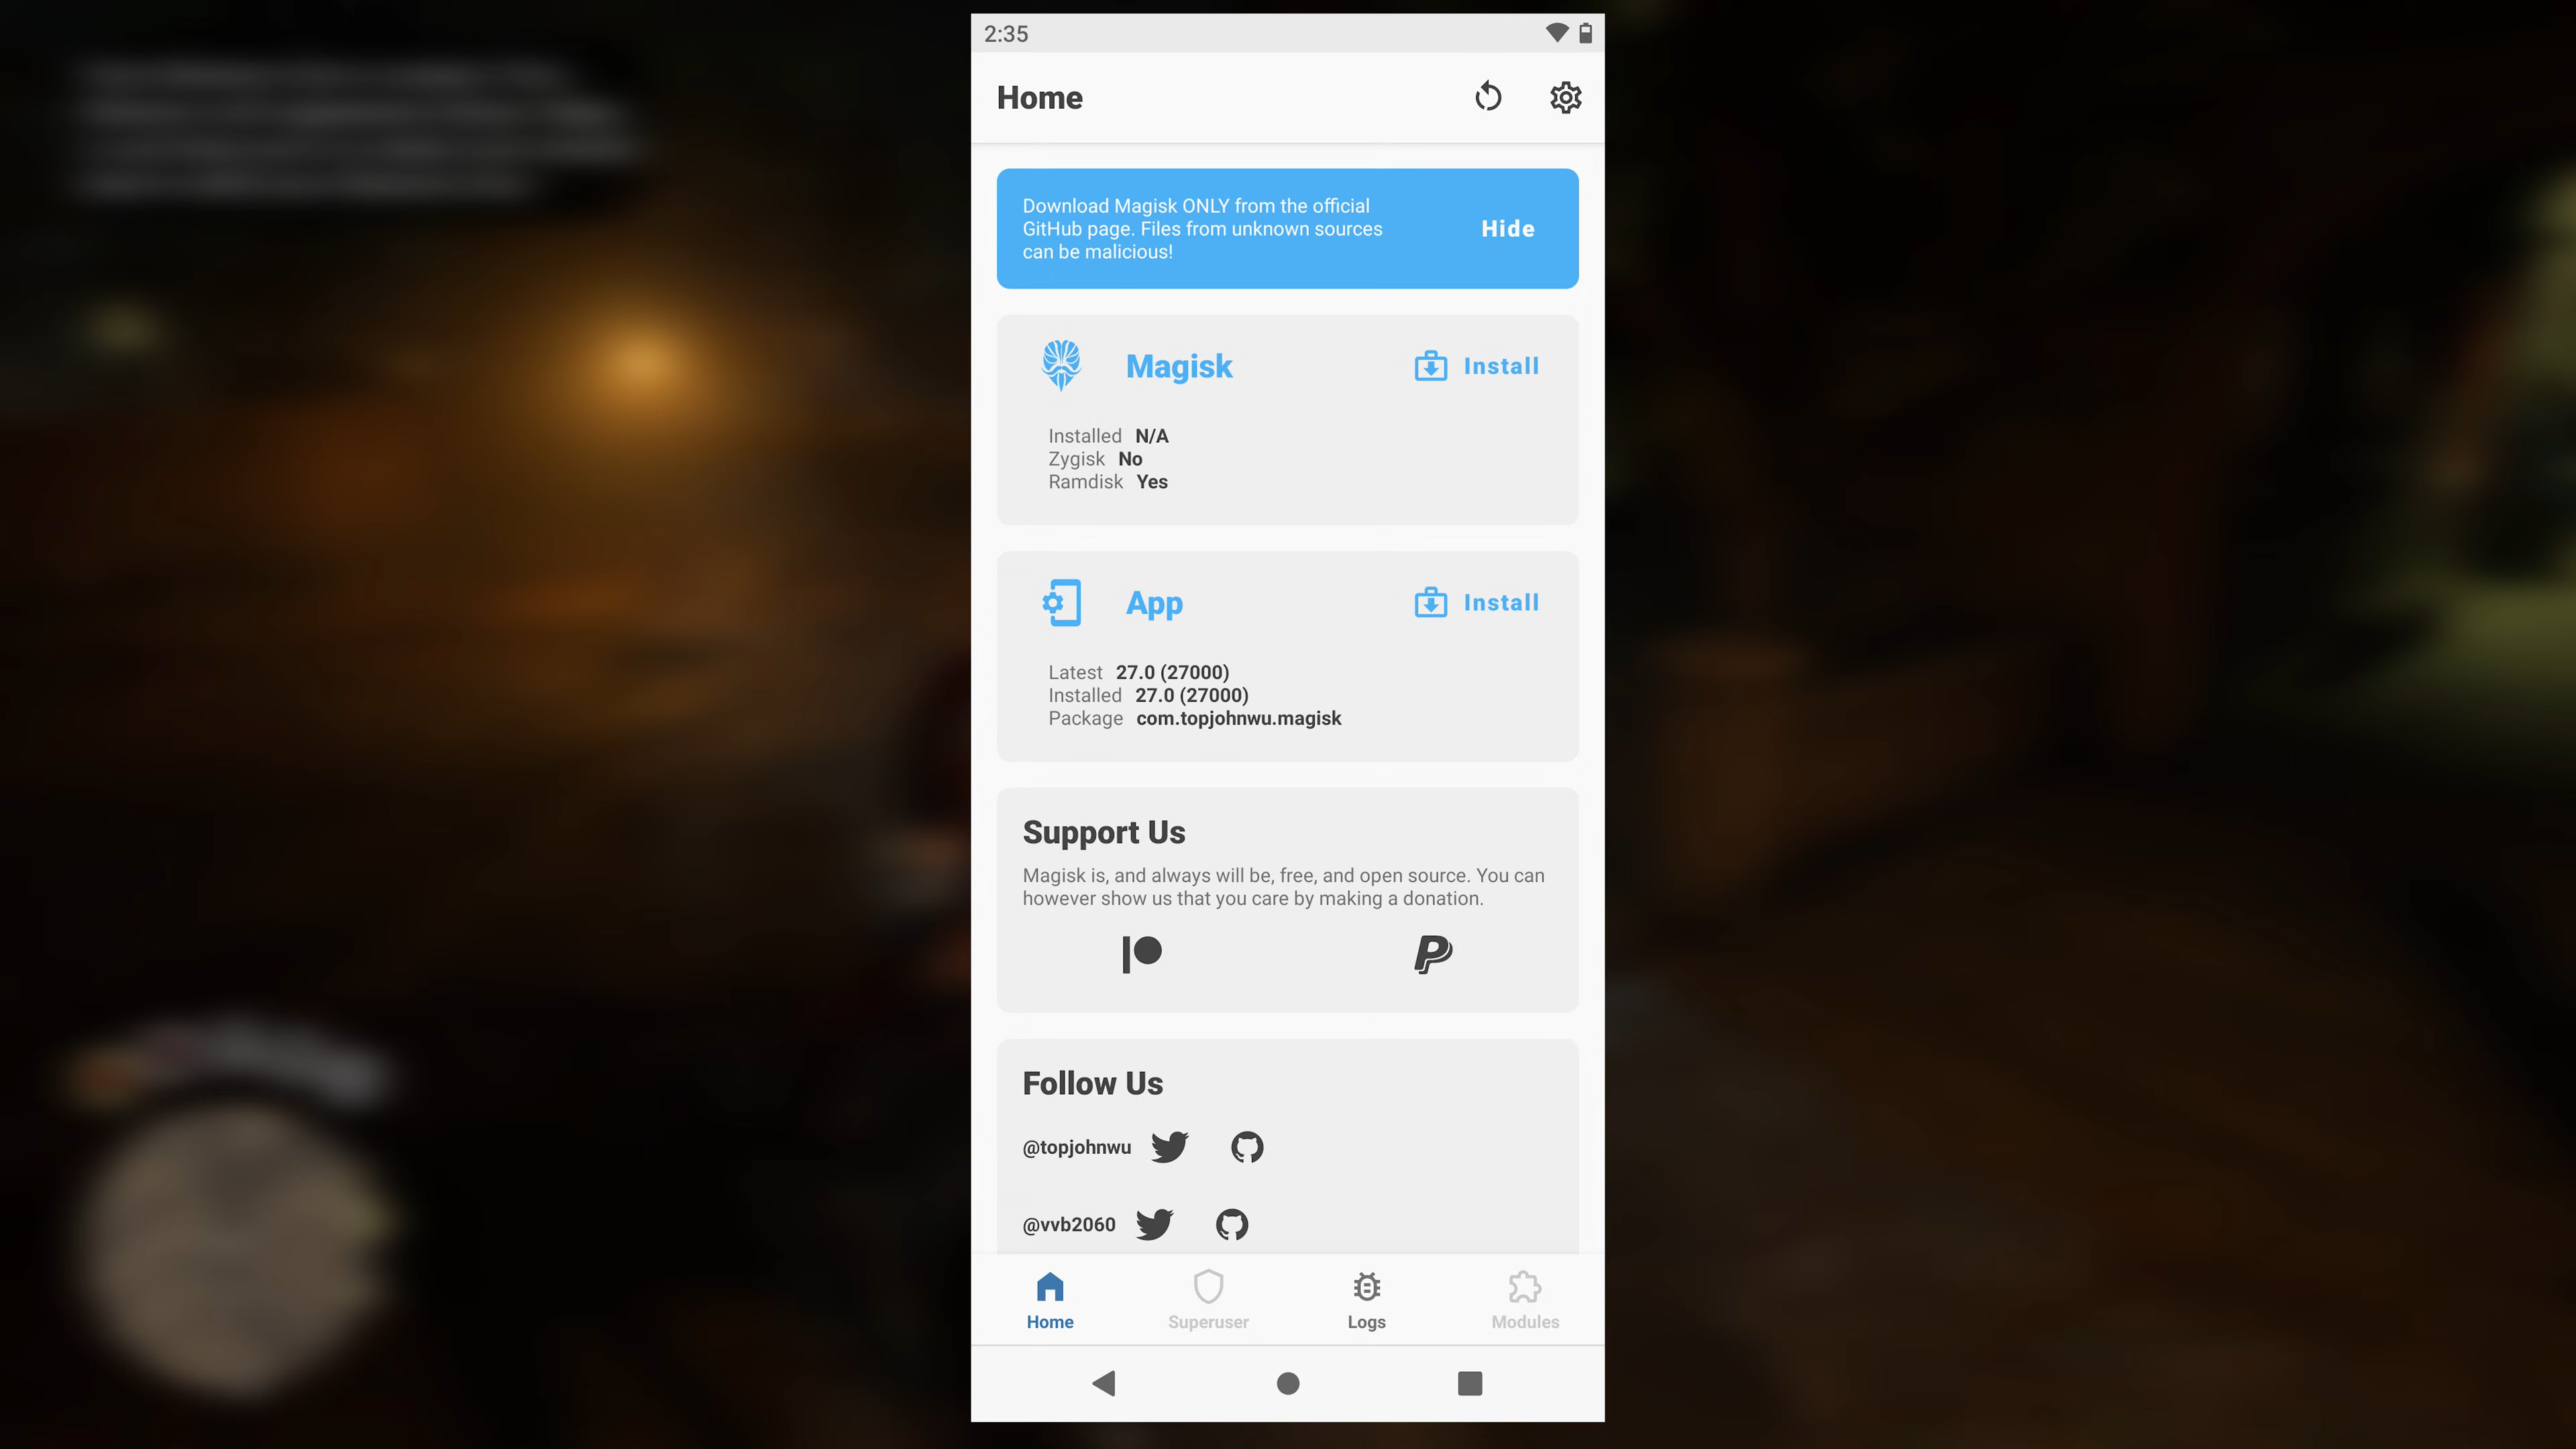 2:35
Home
Download Magisk ONLY from the official
GitHub page. Files from unknown sources
can be malicious!
Hide
Magisk
Install
Installed N/A
Zygisk No
Ramdisk Yes
App
Install
Latest 27.0 (27000)
Installed 27.0 (27000)
Package com.topjohnwu.magisk
Support Us
Magisk is, and always will be, free, and open source. You can
however show us that you care by making a donation.
Follow Us
@topjohnwu
@vvb2060
Home
Superuser
Logs
Modules